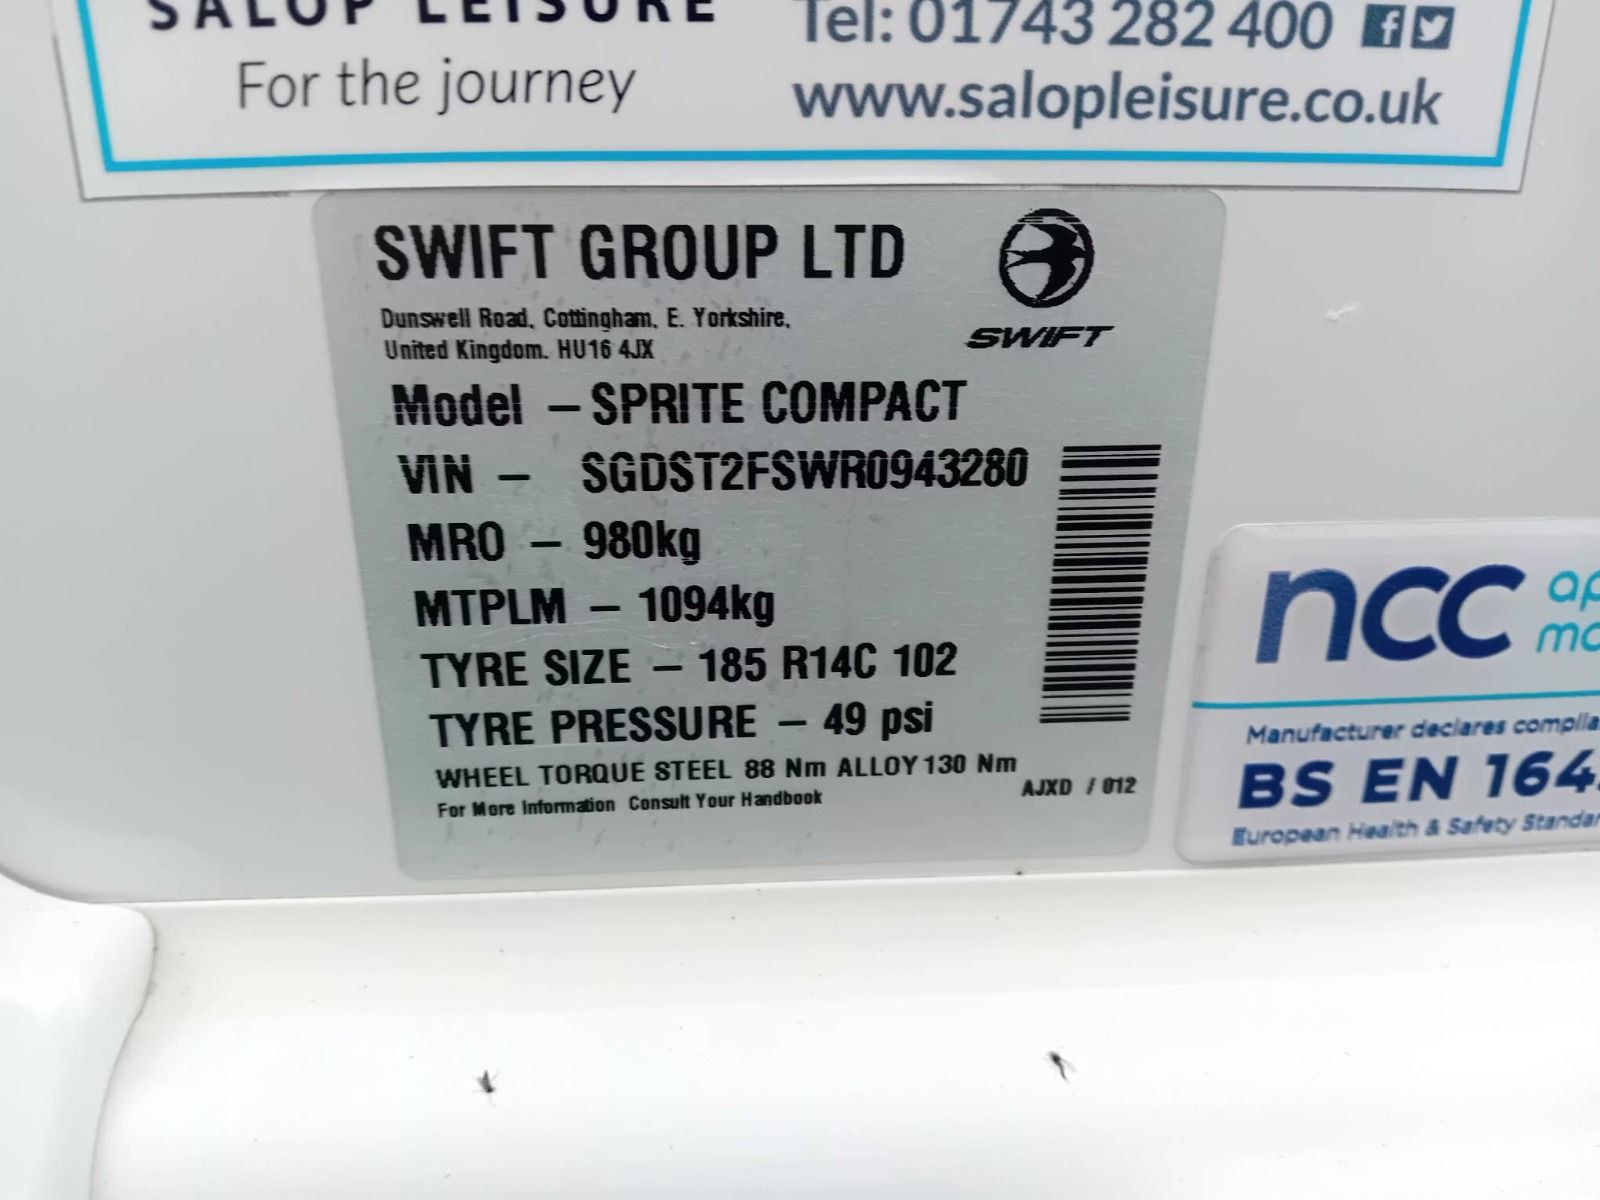 SALOP LEISURE
For the journey
Tel: 01743 282 400
www.salopleisure.co.uk
SWIFT GROUP LTD
Dunswell Road, Cottingham, E. Yorkshire,
United Kingdom. HU16 4JX
SWIFT
Model – SPRITE COMPACT
VIN – SGDST2FSWR0943280
MRO – 980kg
MTPLM – 1094kg
TYRE SIZE – 185 R14C 102
TYRE PRESSURE – 49 psi
WHEEL TORQUE STEEL 88 Nm ALLOY 130 Nm
For More Information Consult Your Handbook
AJXD / 012
ncc
Manufacturer declares
BS EN
European Health & Safety